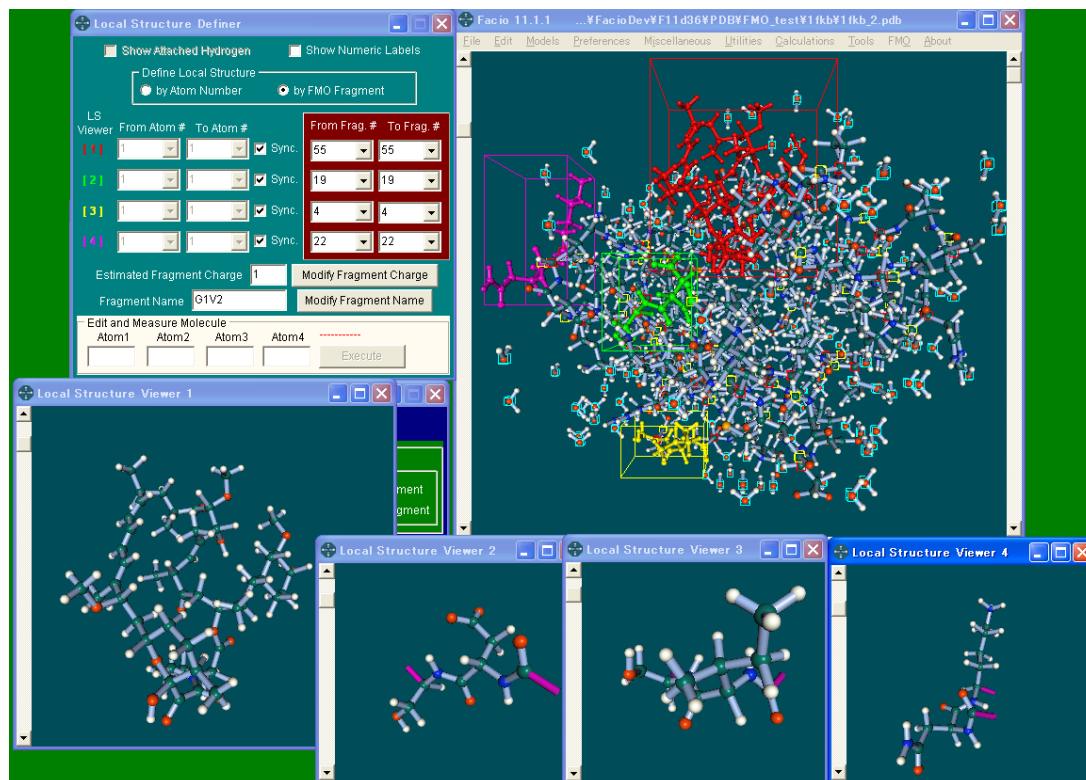 Local Structure Definer
Show Attached Hydrogen
Show Numeric Labels
Define Local Structure
by Atom Number
by FMO Fragment
LS
Viewer
From Atom # To Atom #
From Frag. # To Frag. #
[1] 1 1 Sync. 55 55
[2] 1 1 Sync. 19 19
[3] 1 1 Sync. 4 4
[4] 1 1 Sync. 22 22
Estimated Fragment Charge 1 Modify Fragment Charge
Fragment Name G1V2 Modify Fragment Name
Edit and Measure Molecule
Atom1 Atom2 Atom3 Atom4 -----------
Execute
Facio 11.1.1 ...¥FacioDev¥F11d36¥PDB¥FMO_test¥1fkb¥1fkb_2.pdb
File Edit Models Preferences Miscellaneous Utilities Calculations Tools FMO About
Local Structure Viewer 1
ment
gment
Local Structure Viewer 2
Local Structure Viewer 3
Local Structure Viewer 4